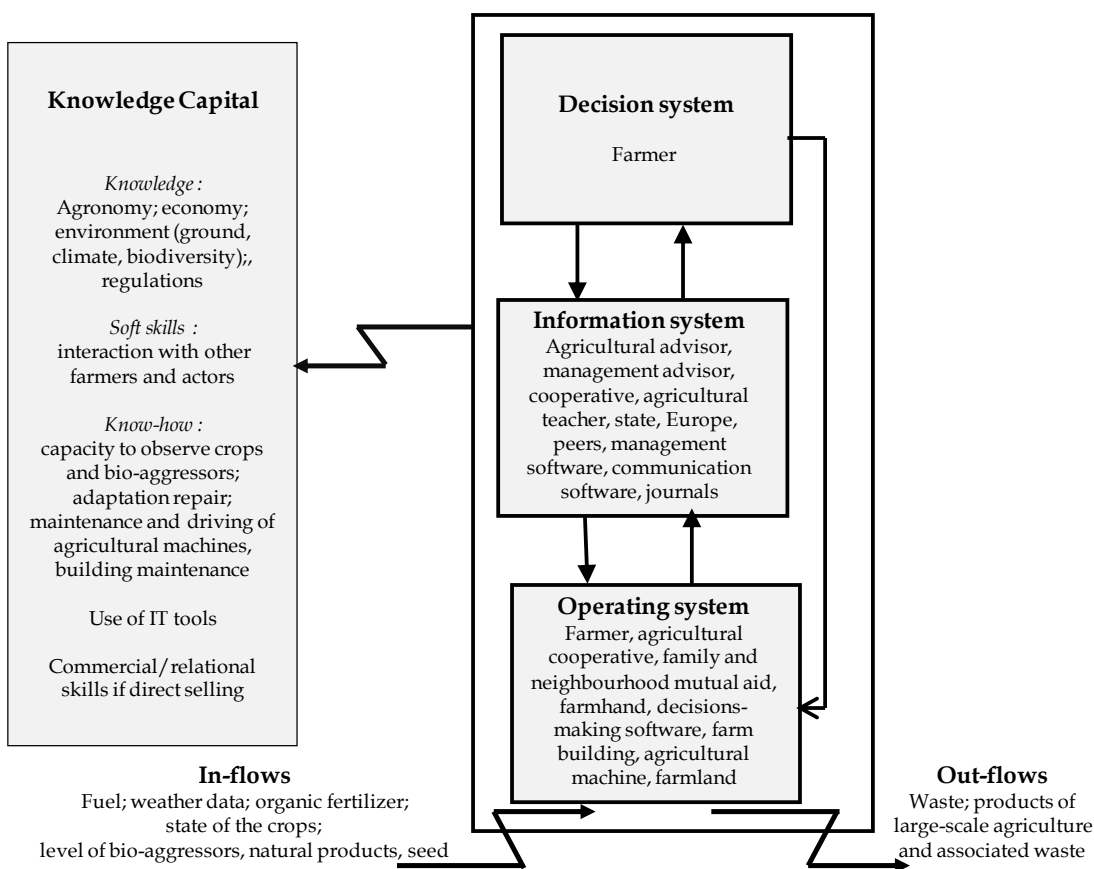 Knowledge Capital
Knowledge :
Agronomy; economy;
environment (ground,
climate, biodiversity);,
regulations
Soft skills :
interaction with other
farmers and actors
Know-how :
capacity to observe crops
and bio-aggressors;
adaptation repair;
maintenance and driving of
agricultural machines,
building maintenance
Use of IT tools
Commercial/relational
skills if direct selling
Decision system
Farmer
Information system
Agricultural advisor,
management advisor,
cooperative, agricultural
teacher, state, Europe,
peers, management
software, communication
software, journals
Operating system
Farmer, agricultural
cooperative, family and
neighbourhood mutual aid,
farmhand, decisions-
making software, farm
building, agricultural
machine, farmland
In-flows
Fuel; weather data; organic fertilizer;
state of the crops;
level of bio-aggressors, natural products, seed
Out-flows
Waste; products of
large-scale agriculture
and associated waste